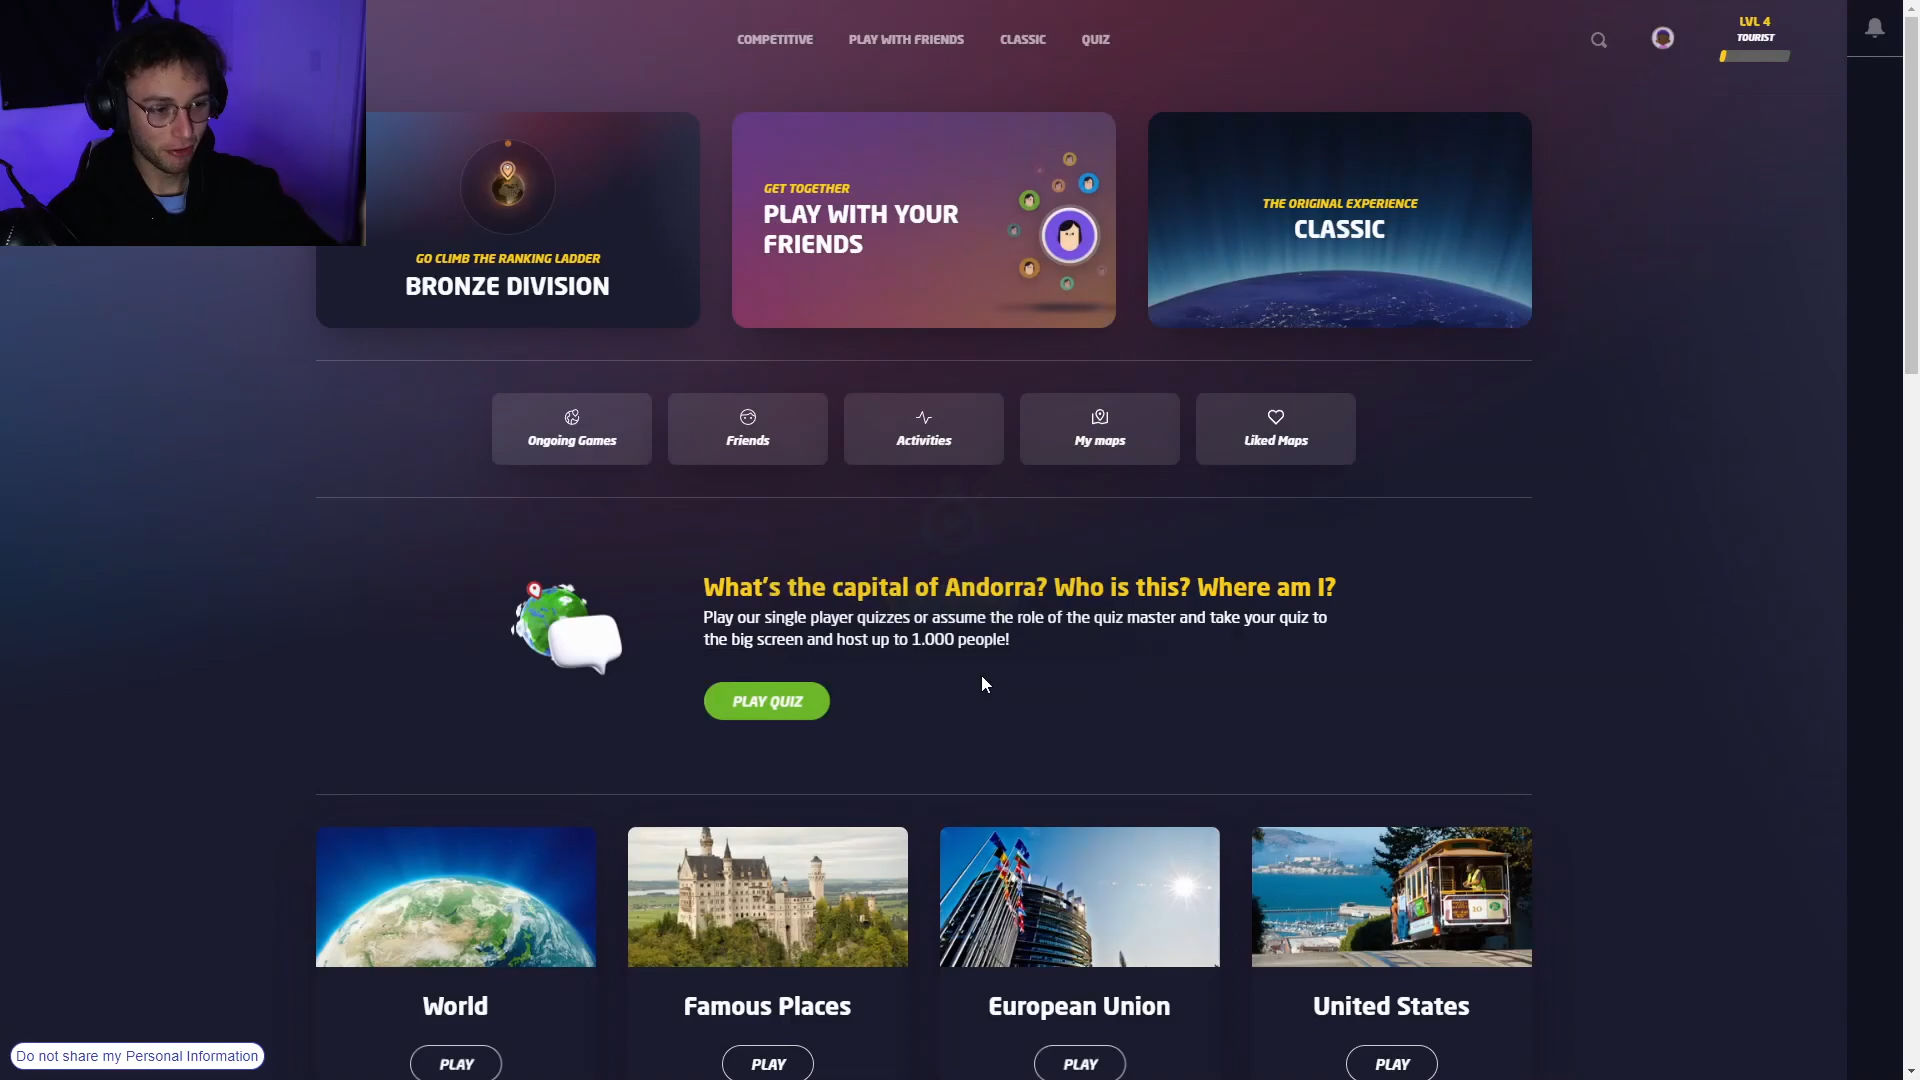 COMPETITIVE PLAY WITH FRIENDS CLASSIC QUIZ
LVL 4
TOURIST
GO CLIMB THE RANKING LADDER
BRONZE DIVISION
GET TOGETHER
PLAY WITH YOUR
FRIENDS
THE ORIGINAL EXPERIENCE
CLASSIC
Ongoing Games
Friends
Activities
My maps
Liked Maps
What's the capital of Andorra? Who is this? Where am I?
Play our single player quizzes or assume the role of the quiz master and take your quiz to
the big screen and host up to 1.000 people!
PLAY QUIZ
10
World
Famous Places
European Union
United States
PLAY
PLAY
PLAY
PLAY
Do not share my Personal Information